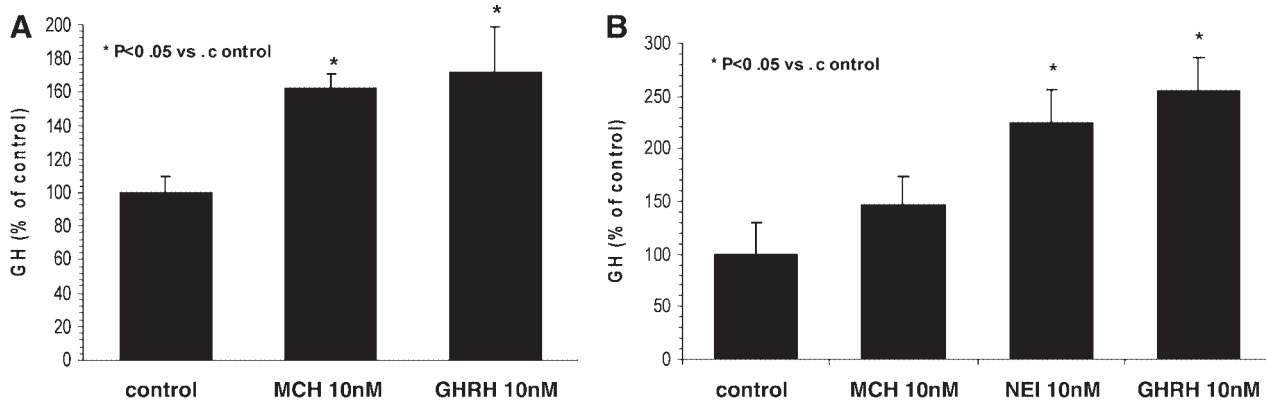 A
* P<0 .05 vs .c ontrol
GH (% of control)
200
180
160
140
120
100
80
60
40
20
0
*
*
control MCH 10nM GHRH 10nM
B
* P<0 .05 vs .c ontrol
GH (% of control)
300
250
200
150
100
50
0
*
*
control MCH 10nM NEI 10nM GHRH 10nM